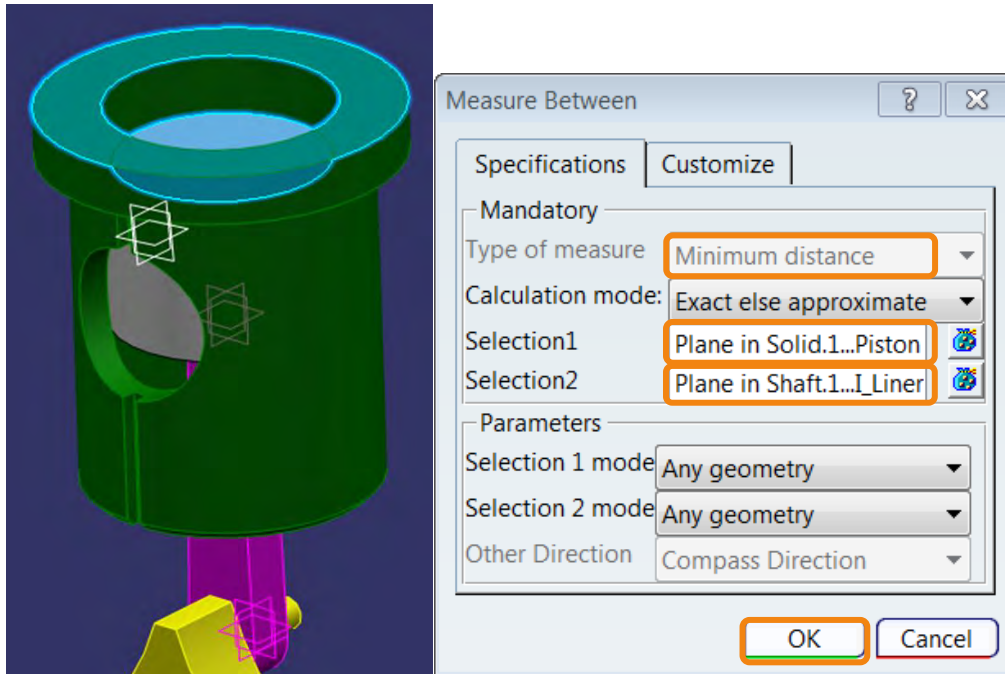 Measure Between
Specifications
Customize
Mandatory
Type of measure
Minimum distance
Calculation mode:
Exact else approximate
Selection1
Plane in Solid.1...Piston
Selection2
Plane in Shaft.1...I_Liner
Parameters
Selection 1 mode
Any geometry
Selection 2 mode
Any geometry
Other Direction
Compass Direction
OK
Cancel